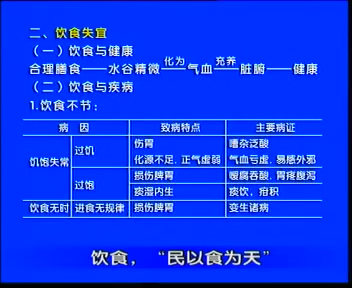 二、饮食失宜
（一）饮食与健康
合理膳食——水谷精微 化为 气血 充养 脏腑——健康
（二）饮食与疾病
1.饮食不节：
病 因 致病特点 主要病证
饥饱失常 过饥 伤胃 嘈杂泛酸
化源不足，正气虚弱 气血亏虚，易感外邪
过饱 损伤脾胃 嗳腐吞酸，胃疼腹泻
痰湿内生 痰饮，疳积
饮食无时 进食无规律 损伤脾胃 变生诸病
饮食，“民以食为天”